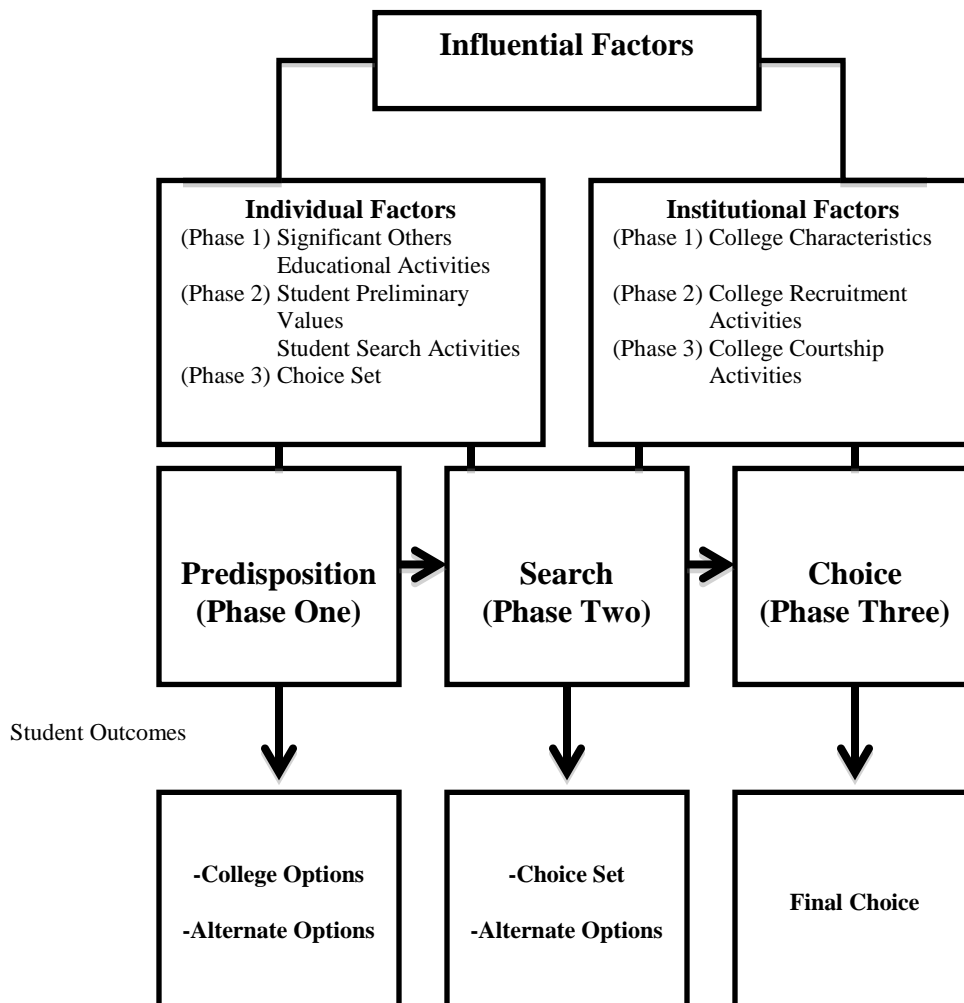 Influential Factors
Individual Factors
(Phase 1) Significant Others
Educational Activities
(Phase 2) Student Preliminary
Values
Student Search Activities
(Phase 3) Choice Set
Institutional Factors
(Phase 1) College Characteristics
(Phase 2) College Recruitment
Activities
(Phase 3) College Courtship
Activities
Predisposition
(Phase One)
Search
(Phase Two)
Choice
(Phase Three)
Student Outcomes
-College Options
-Alternate Options
-Choice Set
-Alternate Options
Final Choice